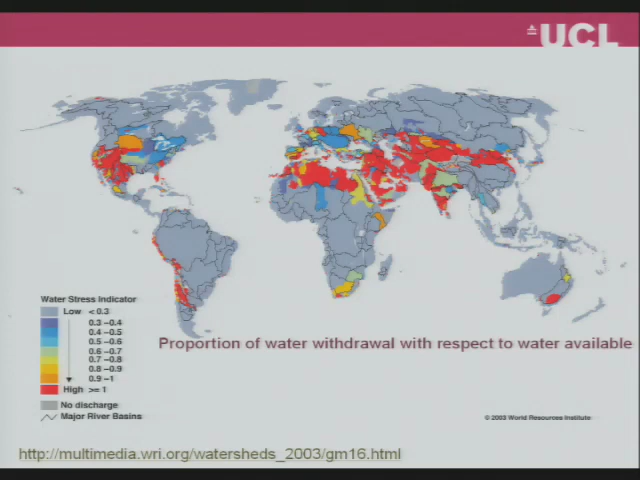 UCL
Water Stress Indicator
Low < 0.3
0.3 –0.4
0.4 –0.5
0.5 –0.6
0.6 –0.7
0.7 –0.8
0.8 –0.9
0.9 –1
High >= 1
No discharge
Major River Basins
Proportion of water withdrawal with respect to water available
© 2003 World Resources Institute
http://multimedia.wri.org/watersheds_2003/gm16.html